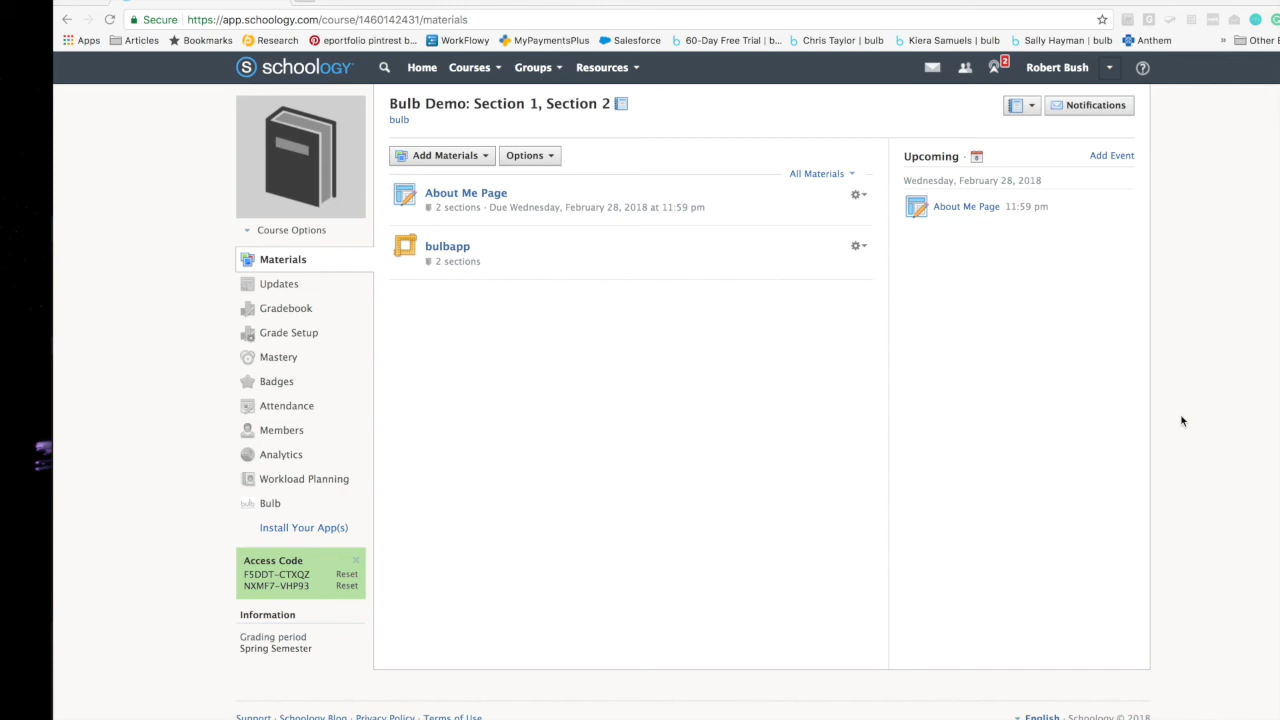 Secure https://app.schoology.com/course/1460142431/materials
Apps Articles Bookmarks Research eportfolio pintrest b... WorkFlowy MyPaymentsPlus Salesforce 60-Day Free Trial | b... Chris Taylor | bulb Kiera Samuels | bulb Sally Hayman | bulb Anthem » Other
S schoology Home Courses Groups Resources 2 Robert Bush
Bulb Demo: Section 1, Section 2
Notifications
bulb
Add Materials Options
Upcoming · Add Event
All Materials
Wednesday, February 28, 2018
About Me Page
2 sections · Due Wednesday, February 28, 2018 at 11:59 pm
About Me Page 11:59 pm
bulbapp
2 sections
Course Options
Materials
Updates
Gradebook
Grade Setup
Mastery
Badges
Attendance
Members
Analytics
Workload Planning
bulb Bulb
Install Your App(s)
Access Code
F5DDT-CTXQZ Reset
NXMF7-VHP93 Reset
Information
Grading period
Spring Semester
Support · Schoology Blog · Privacy Policy · Terms of Use
English · Schoology © 2018